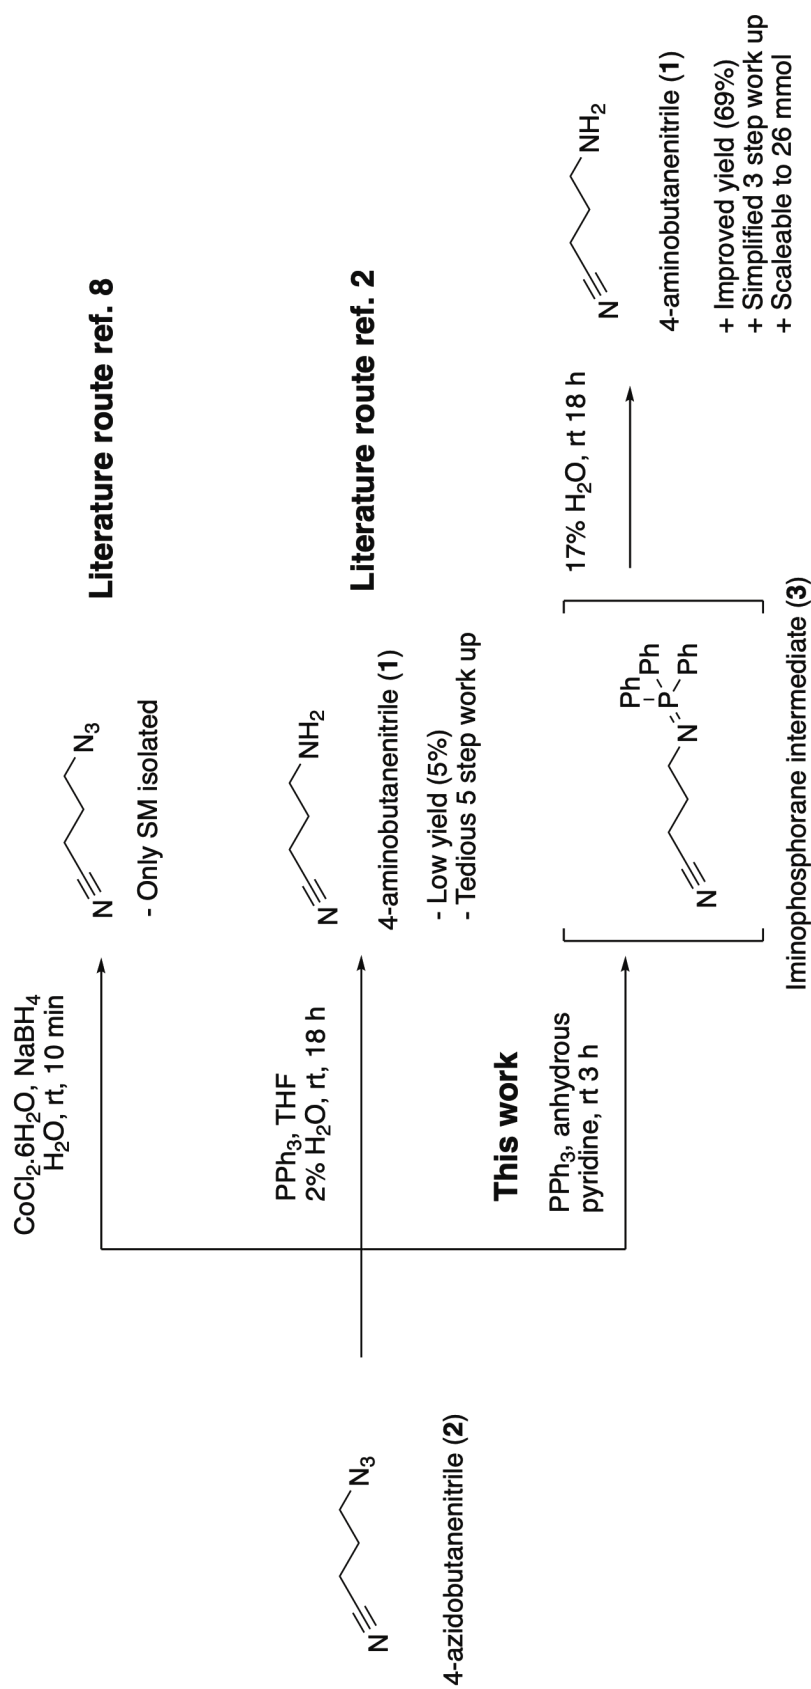 N
N3
4-azidobutanenitrile (2)
CoCl2.6H2O, NaBH4
H2O, rt, 10 min
N
N3
- Only SM isolated
Literature route ref. 8
PPh3, THF
2% H2O, rt, 18 h
N
NH2
4-aminobutanenitrile (1)
- Low yield (5%)
- Tedious 5 step work up
Literature route ref. 2
This work
PPh3, anhydrous
pyridine, rt 3 h
N
N
P
Ph
Ph
Ph
Iminophosphorane intermediate (3)
17% H2O, rt 18 h
N
NH2
4-aminobutanenitrile (1)
+ Improved yield (69%)
+ Simplified 3 step work up
+ Scaleable to 26 mmol